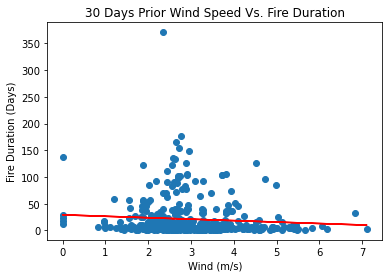 30 Days Prior Wind Speed Vs. Fire Duration
350
300
250
200
150
100
50
0
Fire Duration (Days)
0 1 2 3 4 5 6 7
Wind (m/s)